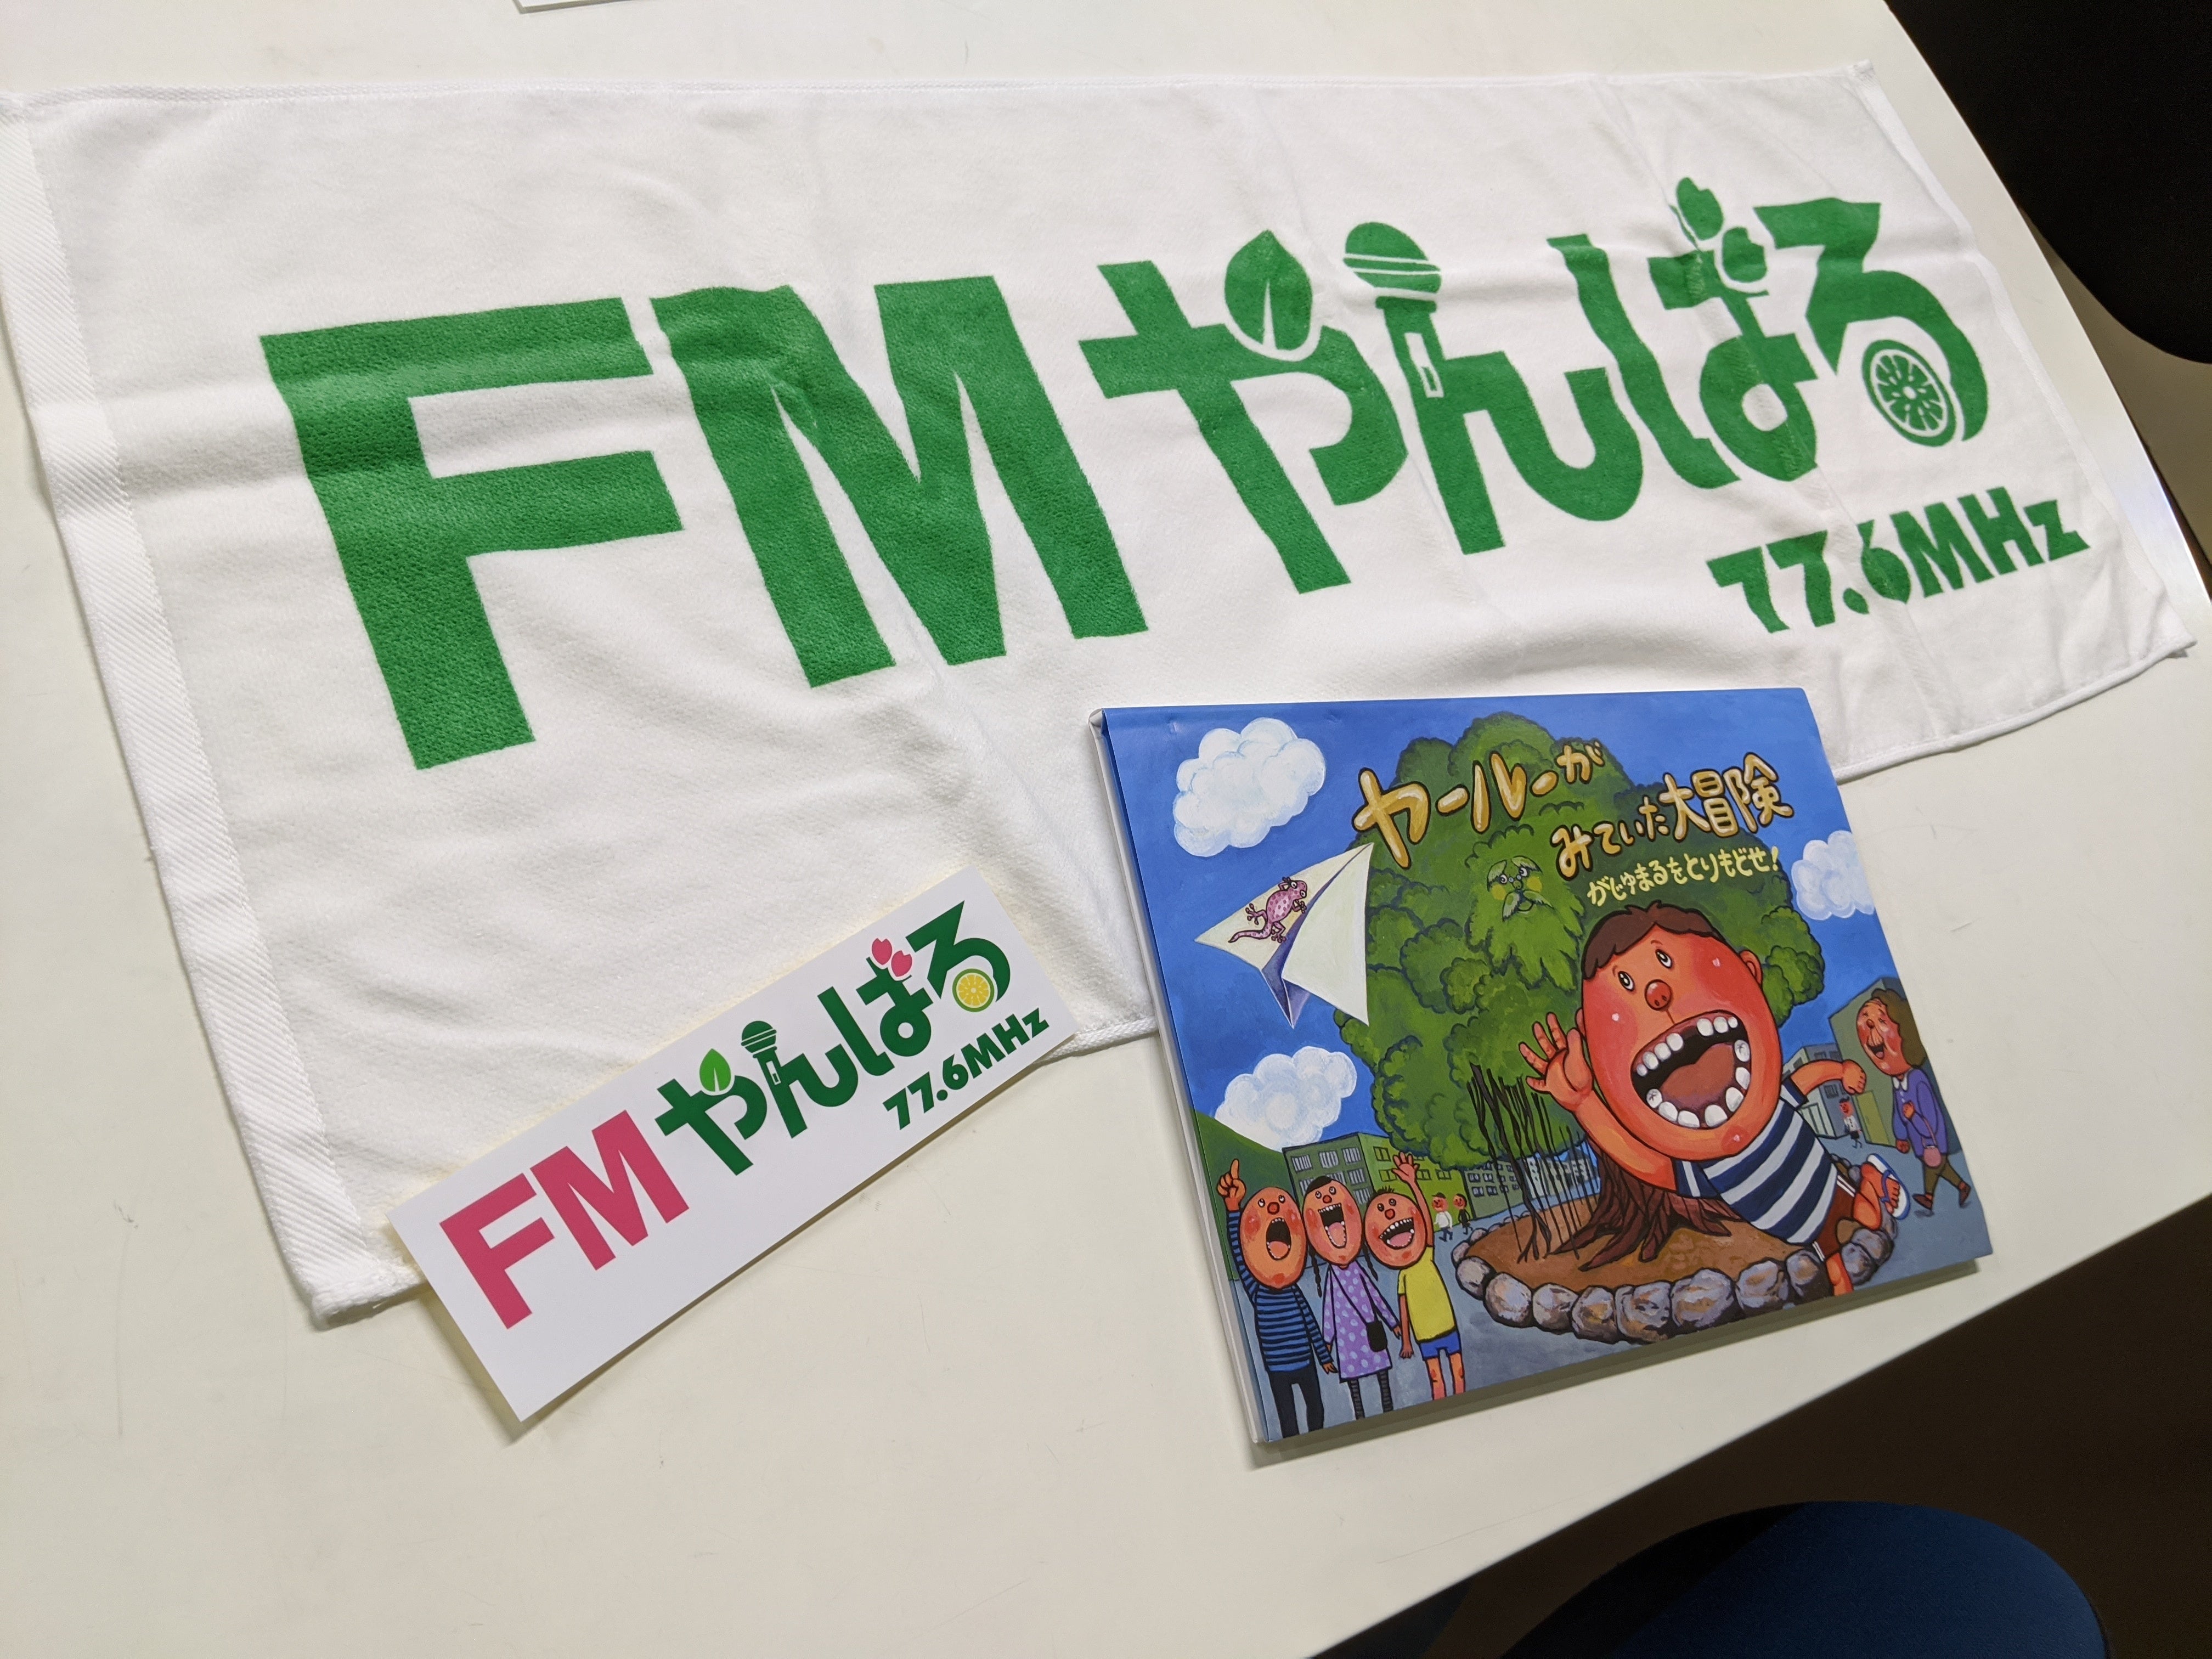 FMやんばる
77.6MHz
FMやんばる
77.6MHz
ヤールーが
みていた大冒険
がじゅまるをとりもどせ!